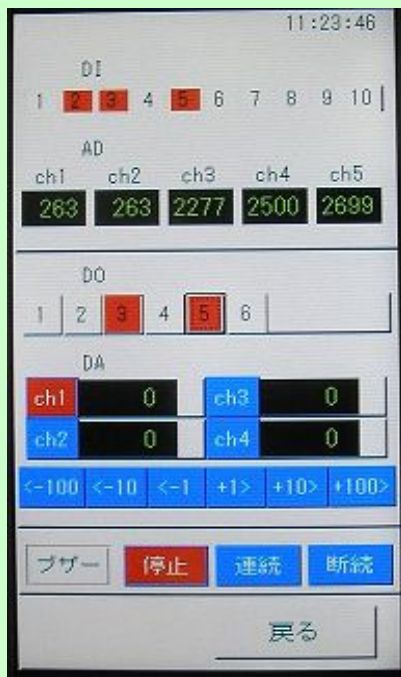 11:23:46
DI
1 2 3 4 5 6 7 8 9 10
AD
ch1 ch2 ch3 ch4 ch5
263 263 2277 2500 2699
DO
1 2 3 4 5 6
DA
ch1 0 ch3 0
ch2 0 ch4 0
<-100 <-10 <-1 +1> +10> +100>
ブザー 停止 連続 断続
戻る